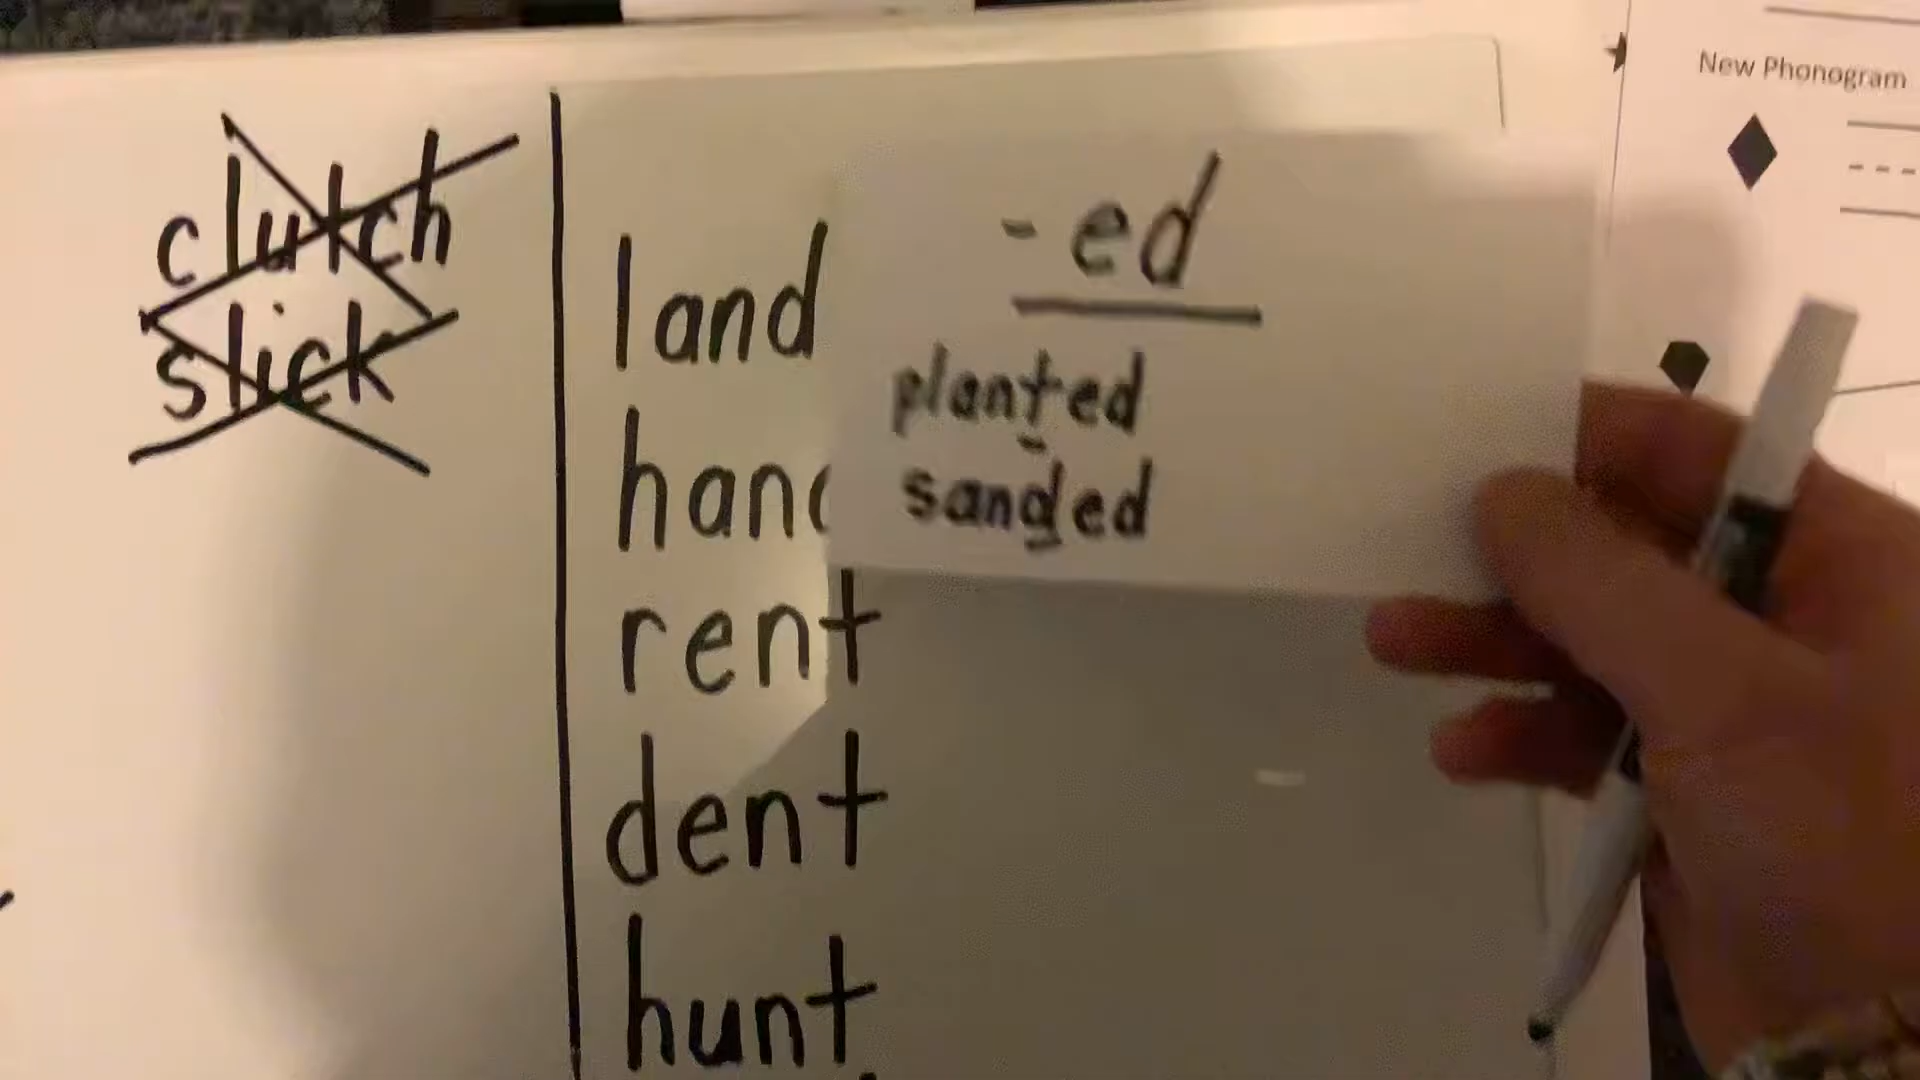 clutch
slick
land
hand
rent
dent
hunt
-ed
planted
sanded
New Phonogram